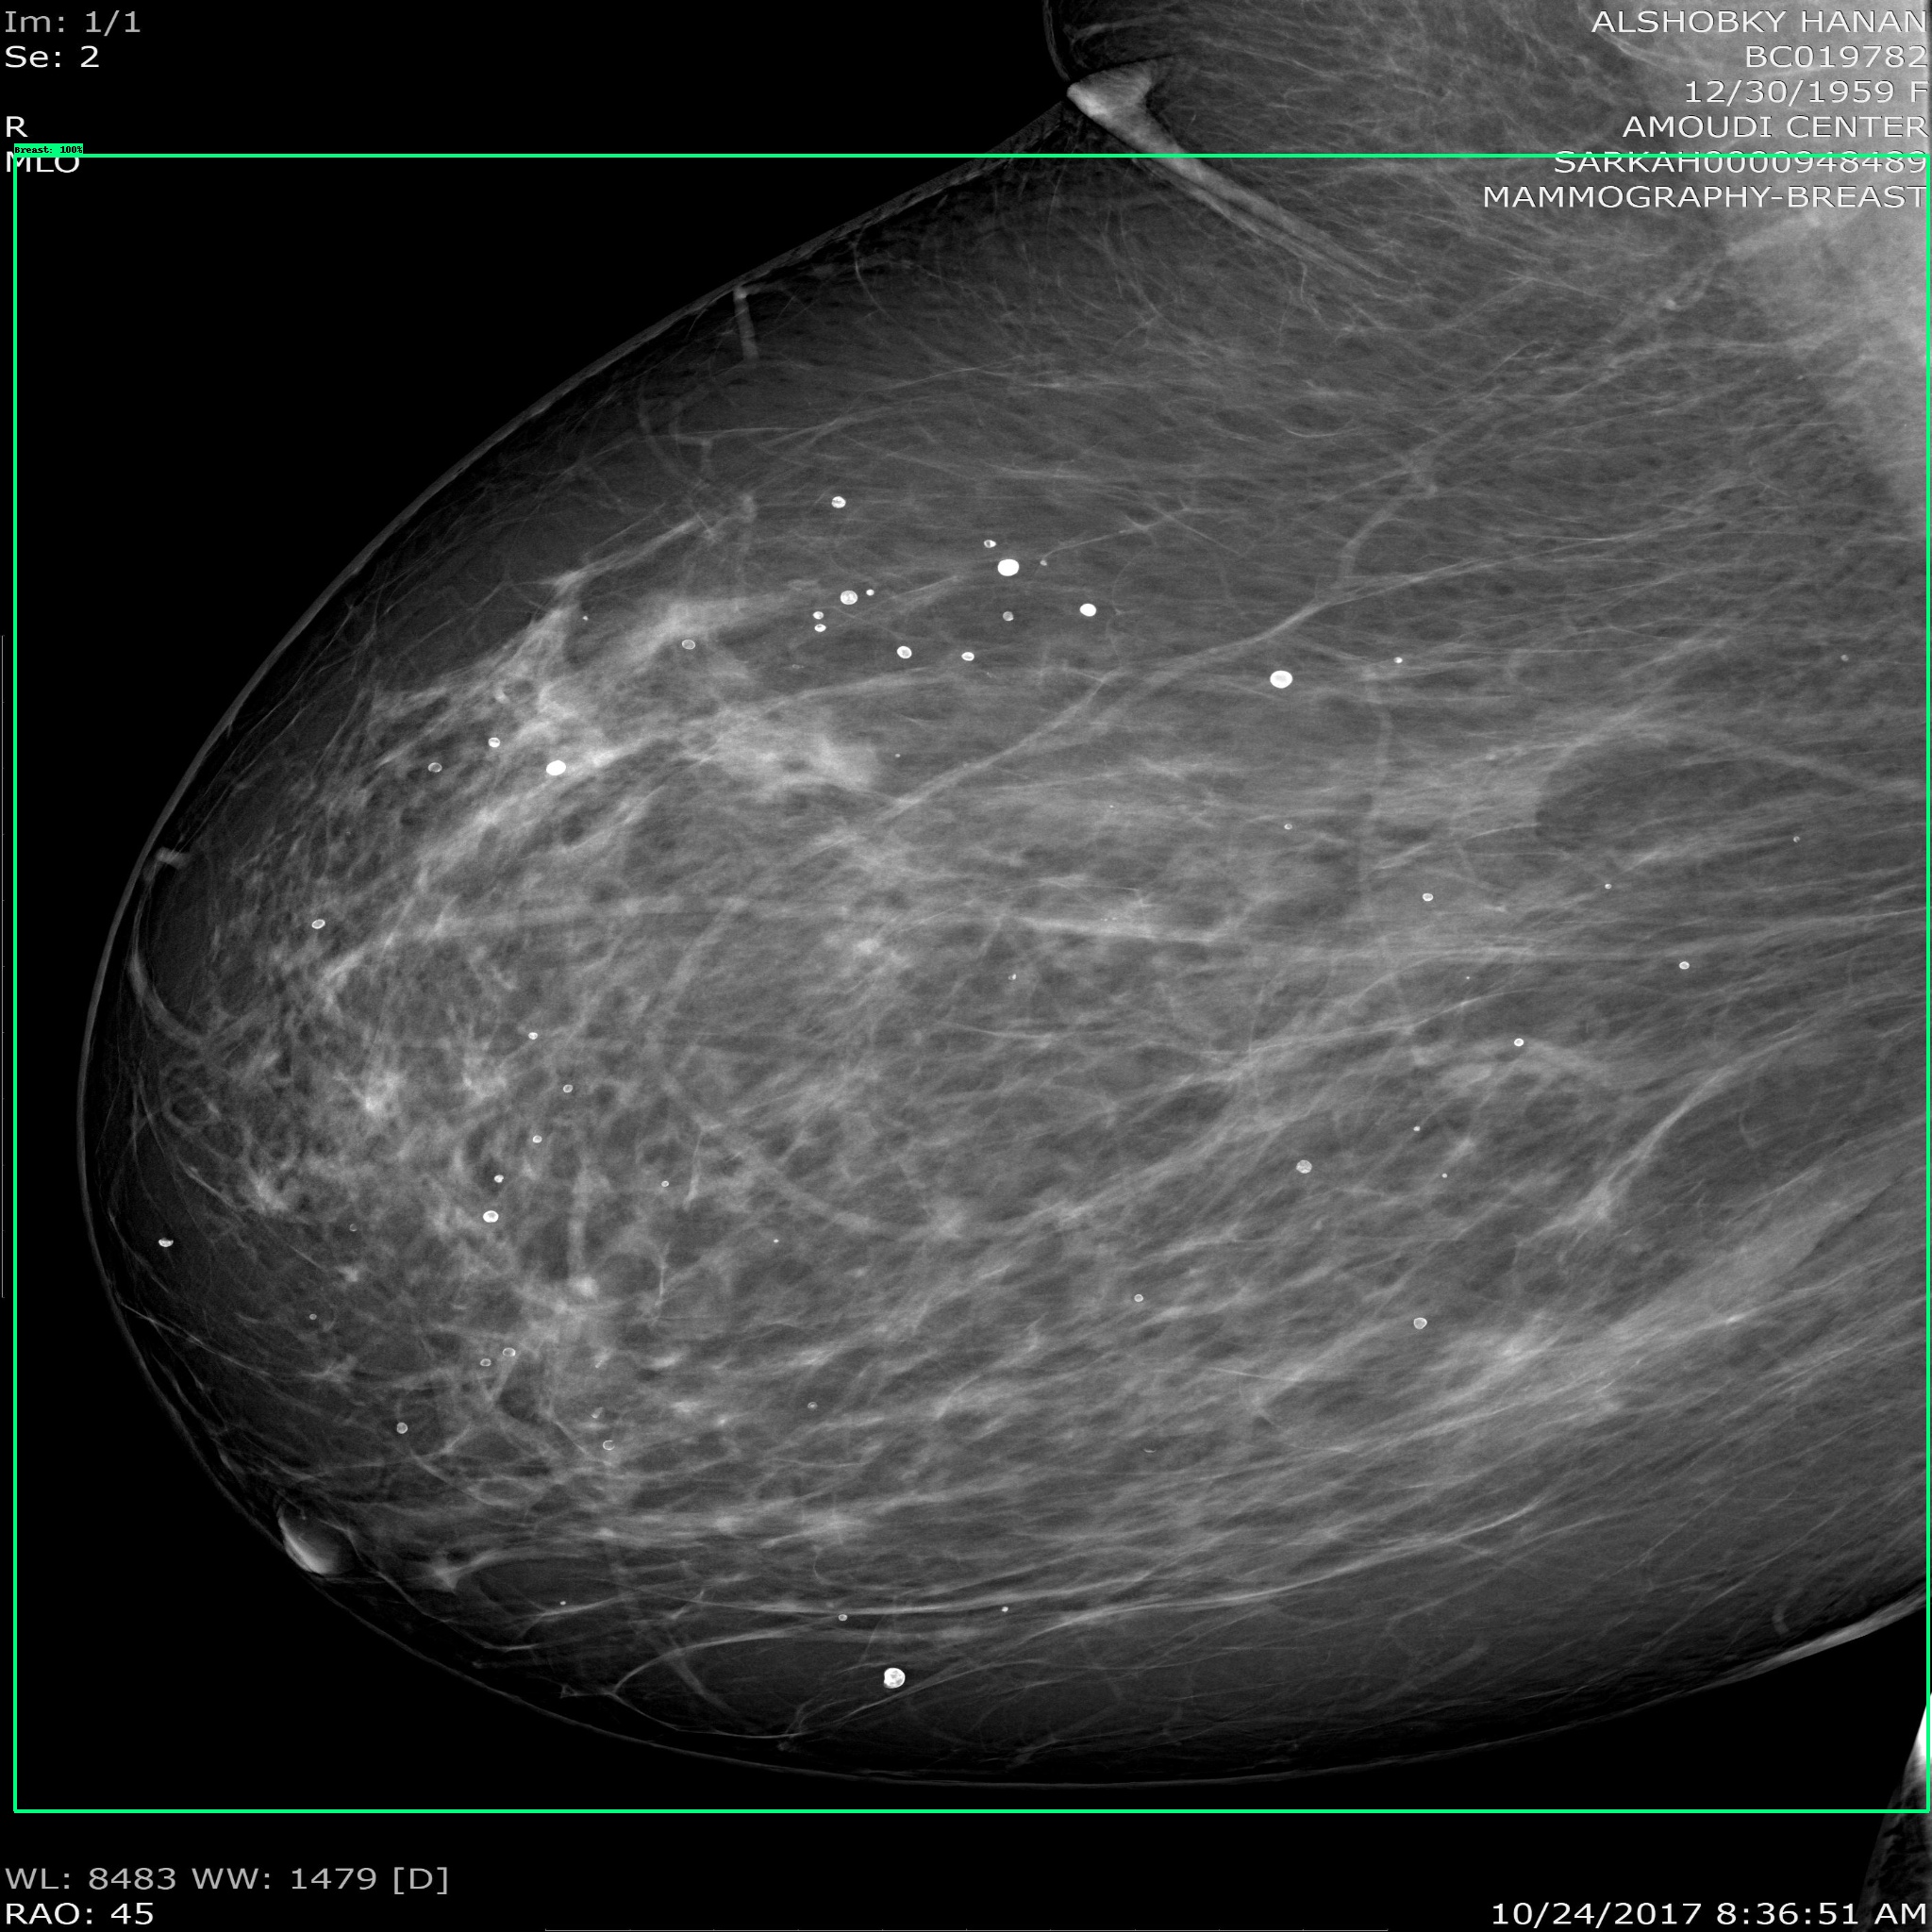 Im: 1/1
Se: 2
R
MLO
Breast: 100%
ALSHOBKY HANAN
BC019782
12/30/1959 F
AMOUDI CENTER
SARKAH0000948489
MAMMOGRAPHY-BREAST
WL: 8483 WW: 1479 [D]
RAO: 45
10/24/2017 8:36:51 AM